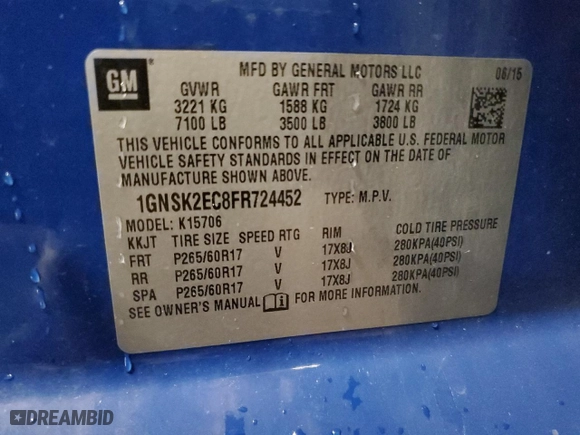 GM ®
MFD BY GENERAL MOTORS LLC 06/15
GVWR GAWR FRT GAWR RR
3221 KG 1588 KG 1724 KG
7100 LB 3500 LB 3800 LB
THIS VEHICLE CONFORMS TO ALL APPLICABLE U.S. FEDERAL MOTOR
VEHICLE SAFETY STANDARDS IN EFFECT ON THE DATE OF
MANUFACTURE SHOWN ABOVE.
1GNSK2EC8FR724452 TYPE: M.P.V.
MODEL: K15706
KKJT TIRE SIZE SPEED RTG RIM COLD TIRE PRESSURE
FRT P265/60R17 V 17X8J 280KPA(40PSI)
RR P265/60R17 V 17X8J 280KPA(40PSI)
SPA P265/60R17 V 17X8J 280KPA(40PSI)
SEE OWNER'S MANUAL FOR MORE INFORMATION.
DREAMBID